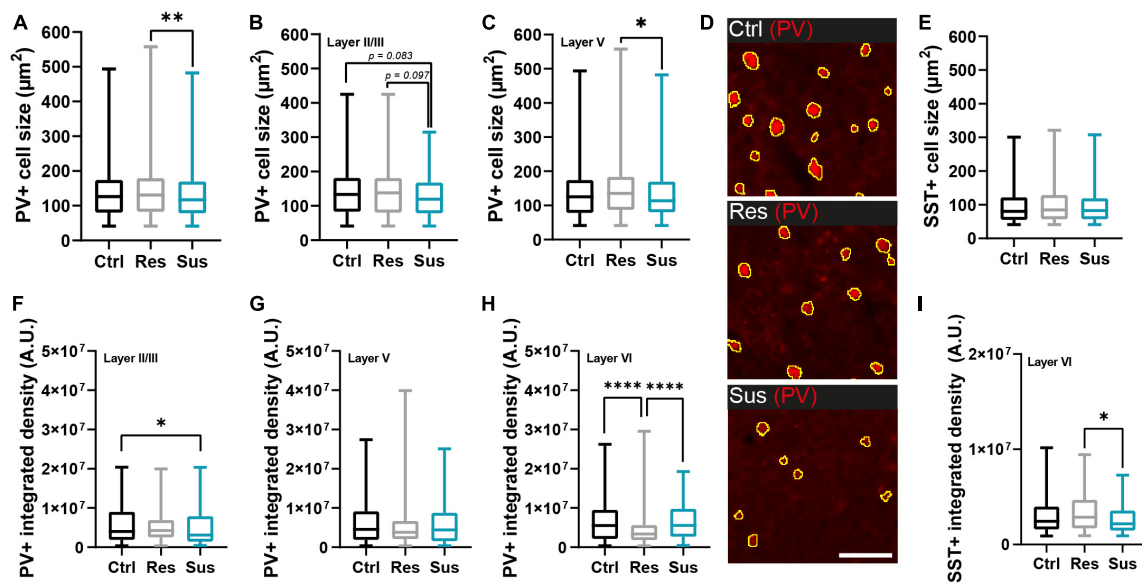 A
PV+ cell size (µm²)
600
500
400
300
200
100
0
**
Ctrl Res Sus
B
PV+ cell size (µm²)
Layer II/III
600
500
400
300
200
100
0
p = 0.083
p = 0.097
Ctrl Res Sus
C
PV+ cell size (µm²)
Layer V
600
500
400
300
200
100
0
*
Ctrl Res Sus
D
Ctrl (PV)
Res (PV)
Sus (PV)
E
SST+ cell size (µm²)
600
500
400
300
200
100
0
Ctrl Res Sus
F
PV+ integrated density (A.U.)
Layer II/III
5×10⁷
4×10⁷
3×10⁷
2×10⁷
1×10⁷
0
*
Ctrl Res Sus
G
PV+ integrated density (A.U.)
Layer V
5×10⁷
4×10⁷
3×10⁷
2×10⁷
1×10⁷
0
Ctrl Res Sus
H
PV+ integrated density (A.U.)
Layer VI
5×10⁷
4×10⁷
3×10⁷
2×10⁷
1×10⁷
0
**** ****
Ctrl Res Sus
I
SST+ integrated density (A.U.)
Layer VI
2×10⁷
1×10⁷
0
*
Ctrl Res Sus